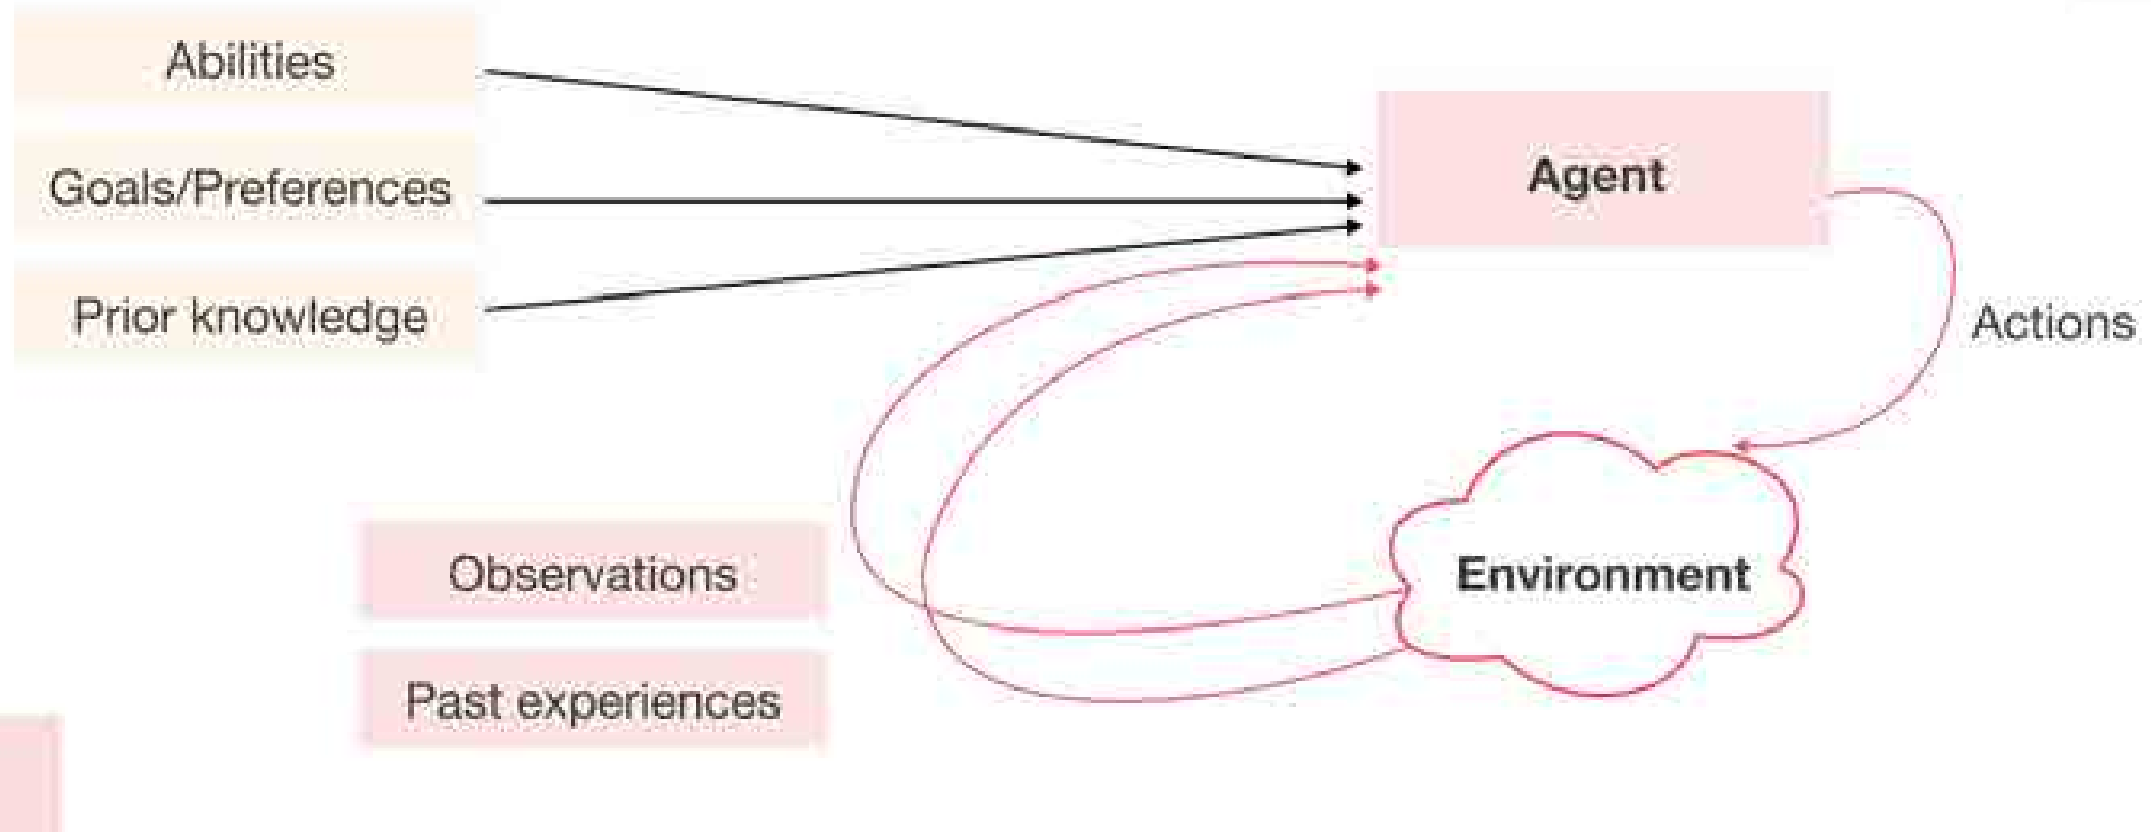 Abilities
Goals/Preferences
Prior knowledge
Agent
Actions
Observations
Past experiences
Environment